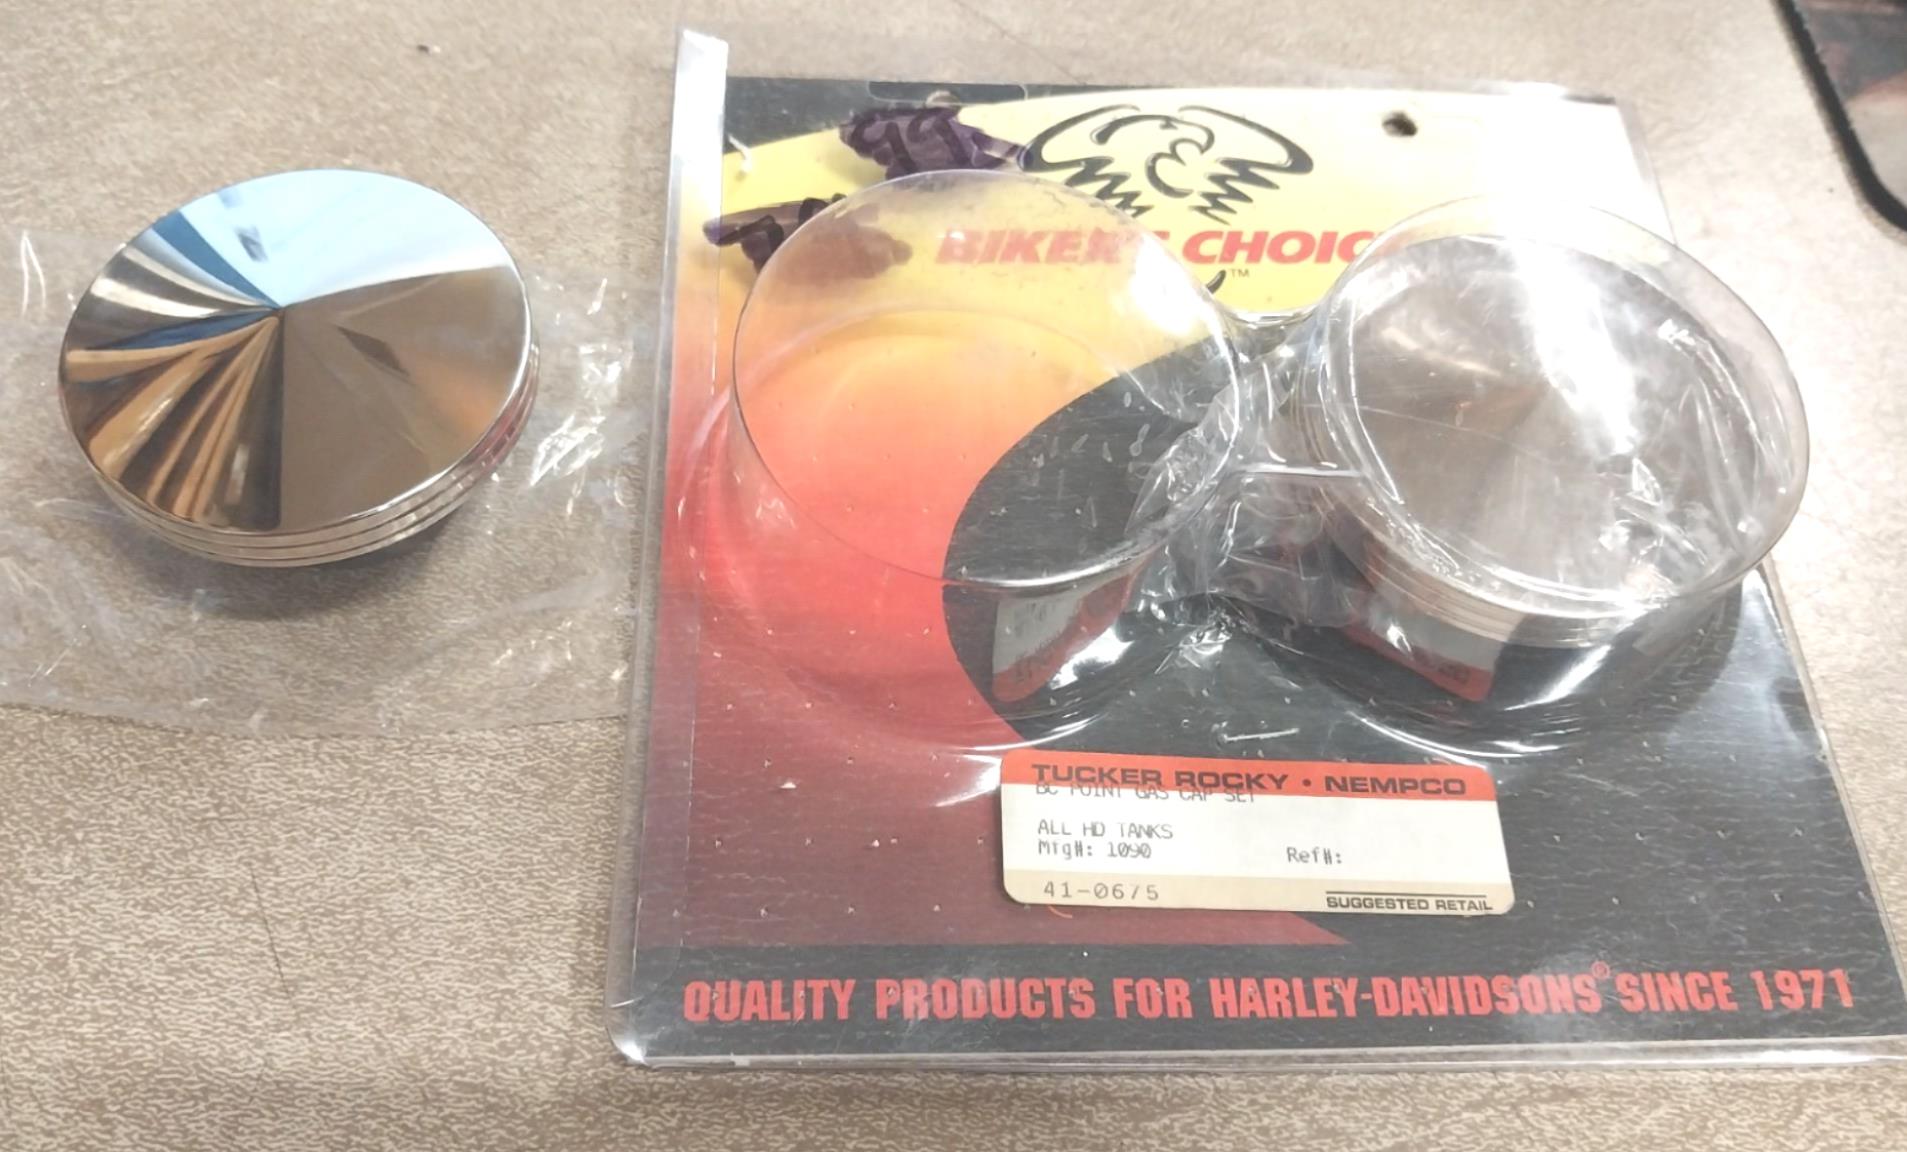 BIKER'S CHOICE
™
TUCKER ROCKY • NEMPCO
BC POINT GAS CAP SET
ALL HD TANKS
Mfg#: 1090 Ref#:
41-0675
SUGGESTED RETAIL
QUALITY PRODUCTS FOR HARLEY-DAVIDSONS® SINCE 1971